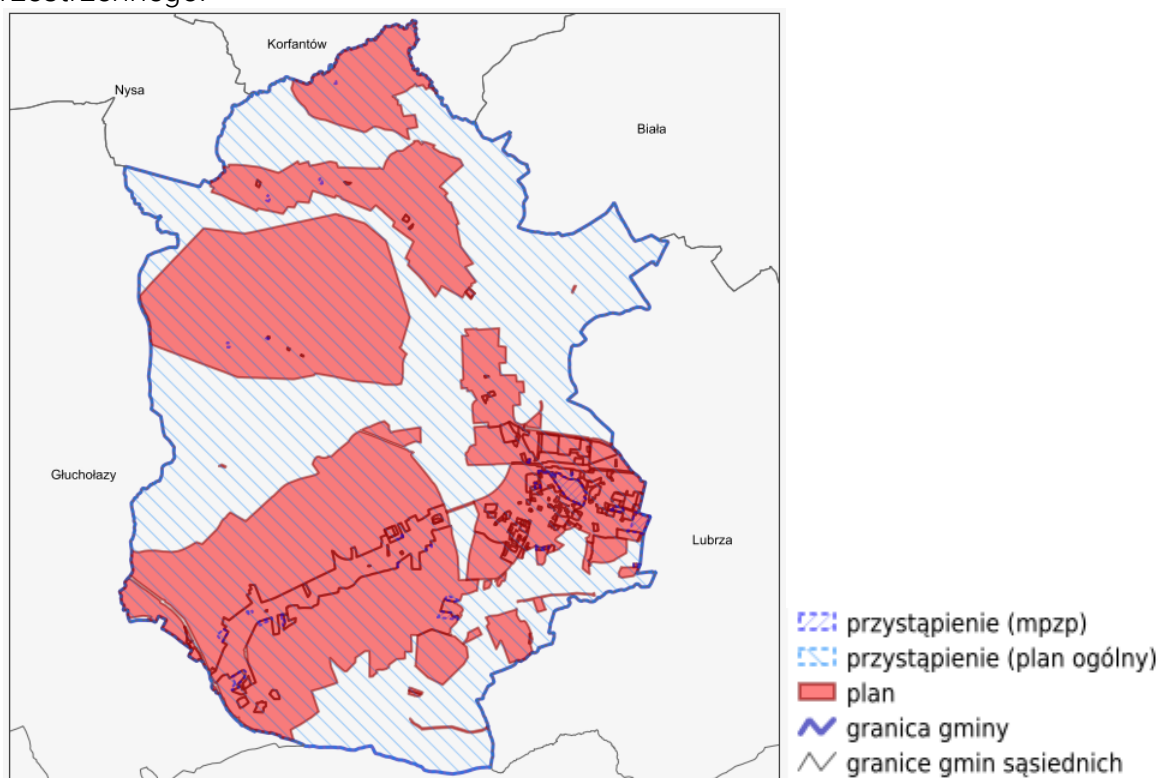 Korfantów
Nysa
Biała
Głuchołazy
Lubrza
przystąpienie (mpzp)
przystąpienie (plan ogólny)
plan
granica gminy
granice gmin sąsiednich